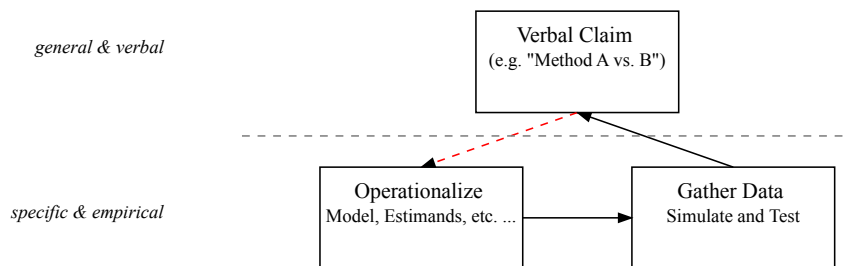 general & verbal
Verbal Claim
(e.g. "Method A vs. B")
specific & empirical
Operationalize
Model, Estimands, etc. ...
Gather Data
Simulate and Test